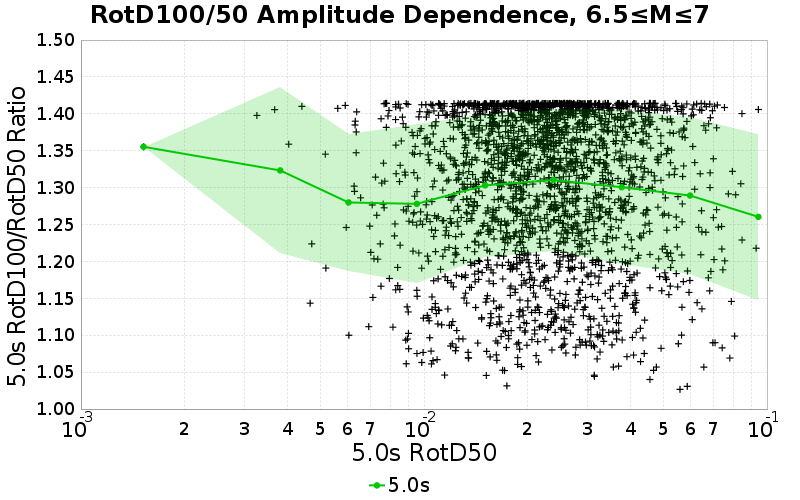 RotD100/50 Amplitude Dependence, 6.5≤M≤7
5.0s RotD100/RotD50 Ratio
1.50
1.45
1.40
1.35
1.30
1.25
1.20
1.15
1.10
1.05
1.00
10^-3 2 3 4 5 6 7 10^-2 2 3 4 5 6 7 10^-1
5.0s RotD50
5.0s